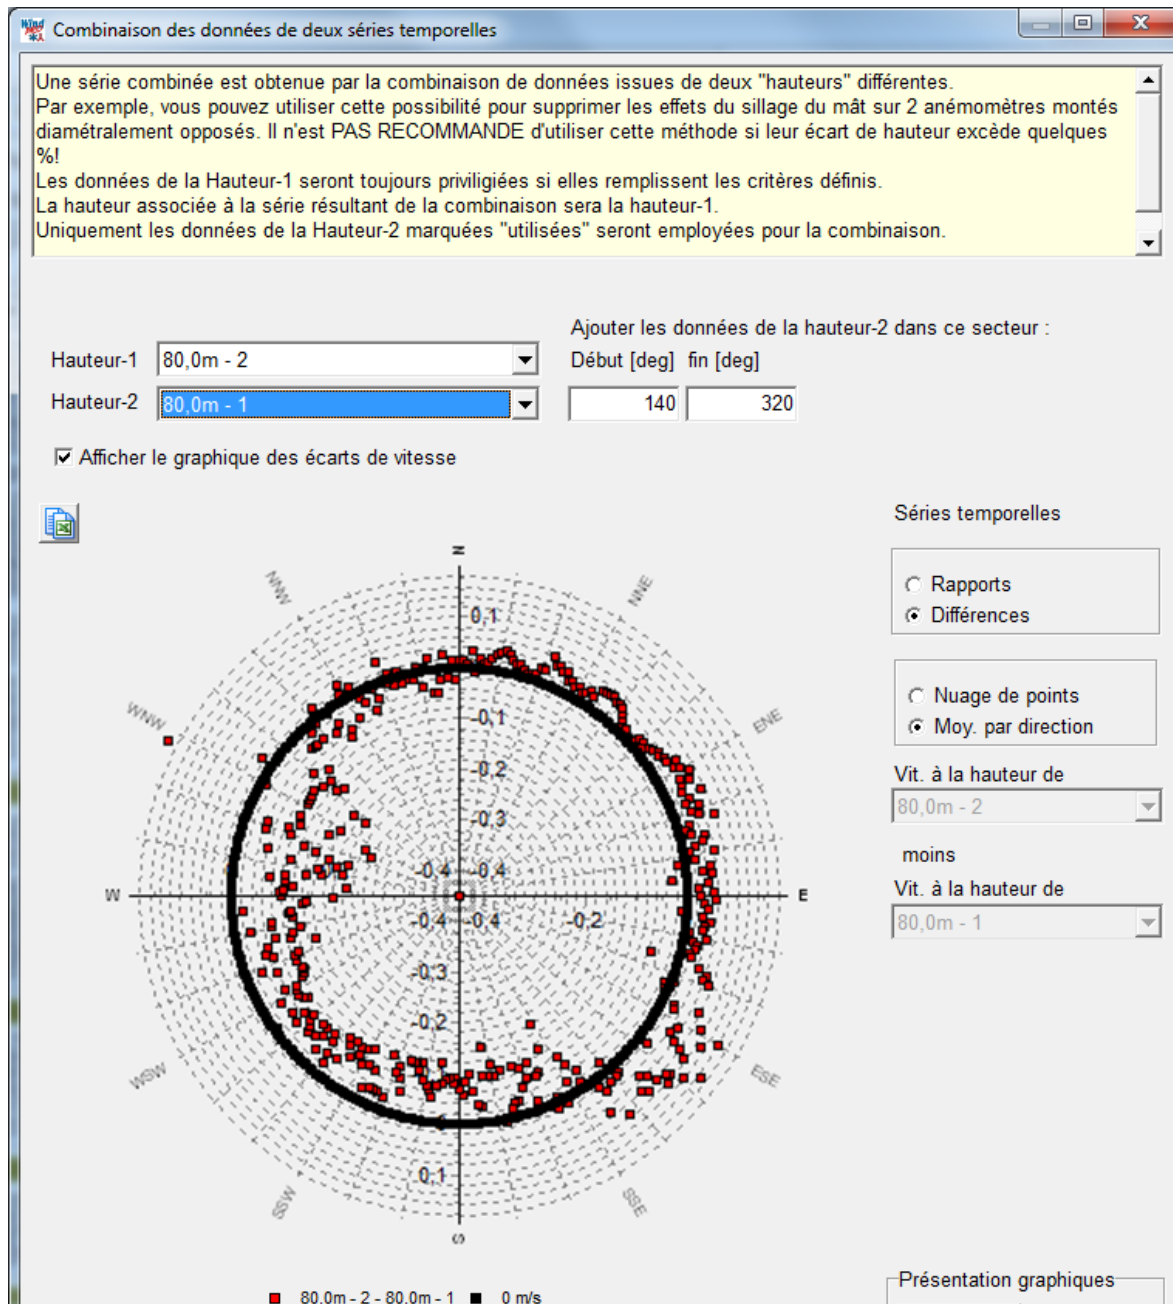 Combinaison des données de deux séries temporelles
Une série combinée est obtenue par la combinaison de données issues de deux "hauteurs" différentes.
Par exemple, vous pouvez utiliser cette possibilité pour supprimer les effets du sillage du mât sur 2 anémomètres montés
diamétralement opposés. Il n'est PAS RECOMMANDE d'utiliser cette méthode si leur écart de hauteur excède quelques
%!
Les données de la Hauteur-1 seront toujours priviligiées si elles remplissent les critères définis.
La hauteur associée à la série résultant de la combinaison sera la hauteur-1.
Uniquement les données de la Hauteur-2 marquées "utilisées" seront employées pour la combinaison.
Ajouter les données de la hauteur-2 dans ce secteur :
Hauteur-1 80,0m - 2 Début [deg] fin [deg]
Hauteur-2 80,0m - 1 140 320
Afficher le graphique des écarts de vitesse
Séries temporelles
Rapports
Différences
Nuage de points
Moy. par direction
Vit. à la hauteur de
80,0m - 2
moins
Vit. à la hauteur de
80,0m - 1
N
NNW
NNE
0,1
WNW
-0,1
ENE
-0,2
-0,3
-0,4 -0,4
W
E
-0,4 -0,4 -0,2
-0,3
-0,2
WSW
ESE
0,1
SSW
SSE
S
80,0m - 2 - 80,0m - 1 0 m/s
Présentation graphiques